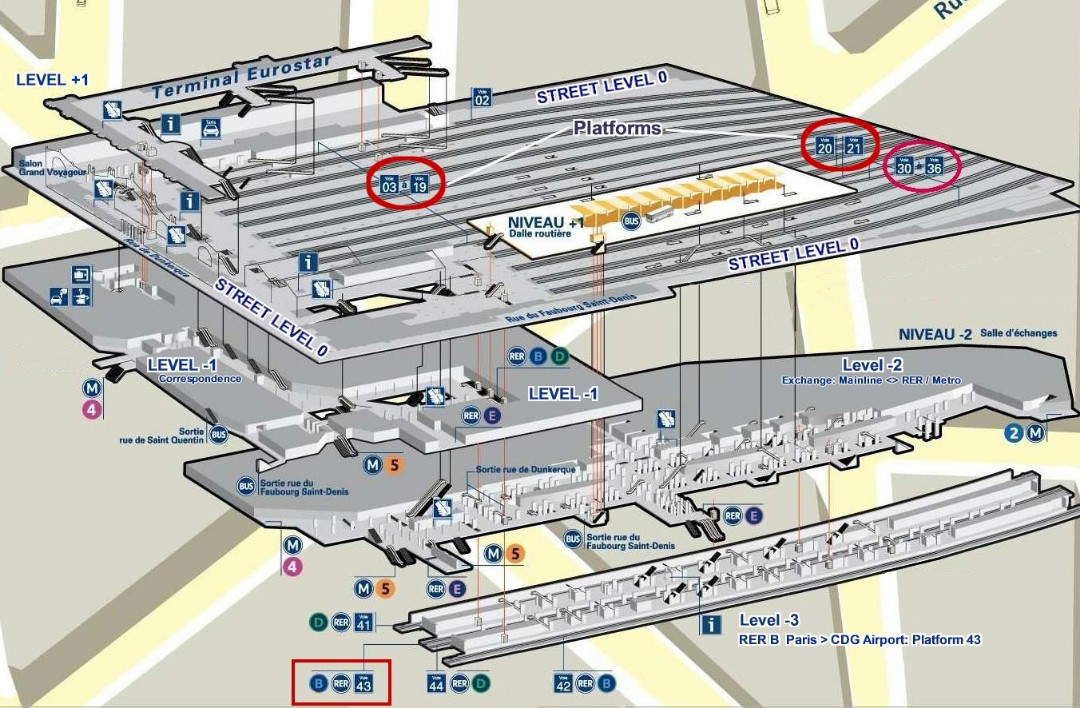 Ru
LEVEL +1
Terminal Eurostar
STREET LEVEL 0
Voie
02
Taxis
Platforms
Voie
20
à
Voie
21
Voie
30
à
Voie
36
Salon
Grand Voyageur
Voie
03
à
Voie
19
NIVEAU +1
Dalle routière
BUS
STREET LEVEL 0
Rue de Dunkerque
STREET LEVEL 0
Rue du Faubourg Saint-Denis
NIVEAU -2 Salle d'échanges
LEVEL -1
Correspondence
RER B D
LEVEL -1
Level -2
Exchange: Mainline <> RER / Metro
M
4
RER E
Sortie
rue de Saint Quentin
BUS
2 M
M 5
Sortie rue de Dunkerque
BUS
Sortie rue du
Faubourg Saint-Denis
RER E
M
4
M 5
BUS
Sortie rue du
Faubourg Saint-Denis
M 5
RER E
D RER Voie 41
Level -3
RER B Paris > CDG Airport: Platform 43
B RER Voie 43
Voie 44 RER D
Voie 42 RER B